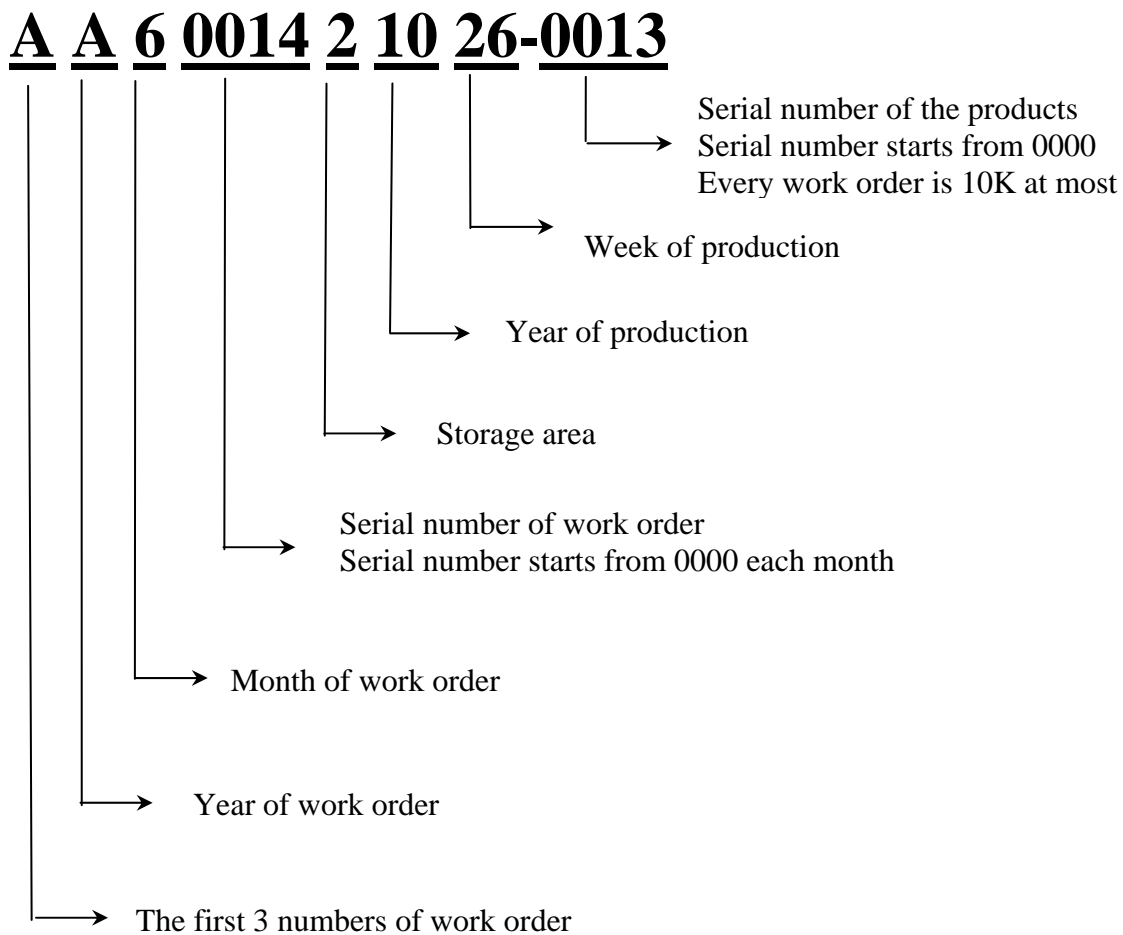 A A 6 0014 2 10 26-0013
Serial number of the products
Serial number starts from 0000
Every work order is 10K at most
Week of production
Year of production
Storage area
Serial number of work order
Serial number starts from 0000 each month
Month of work order
Year of work order
The first 3 numbers of work order